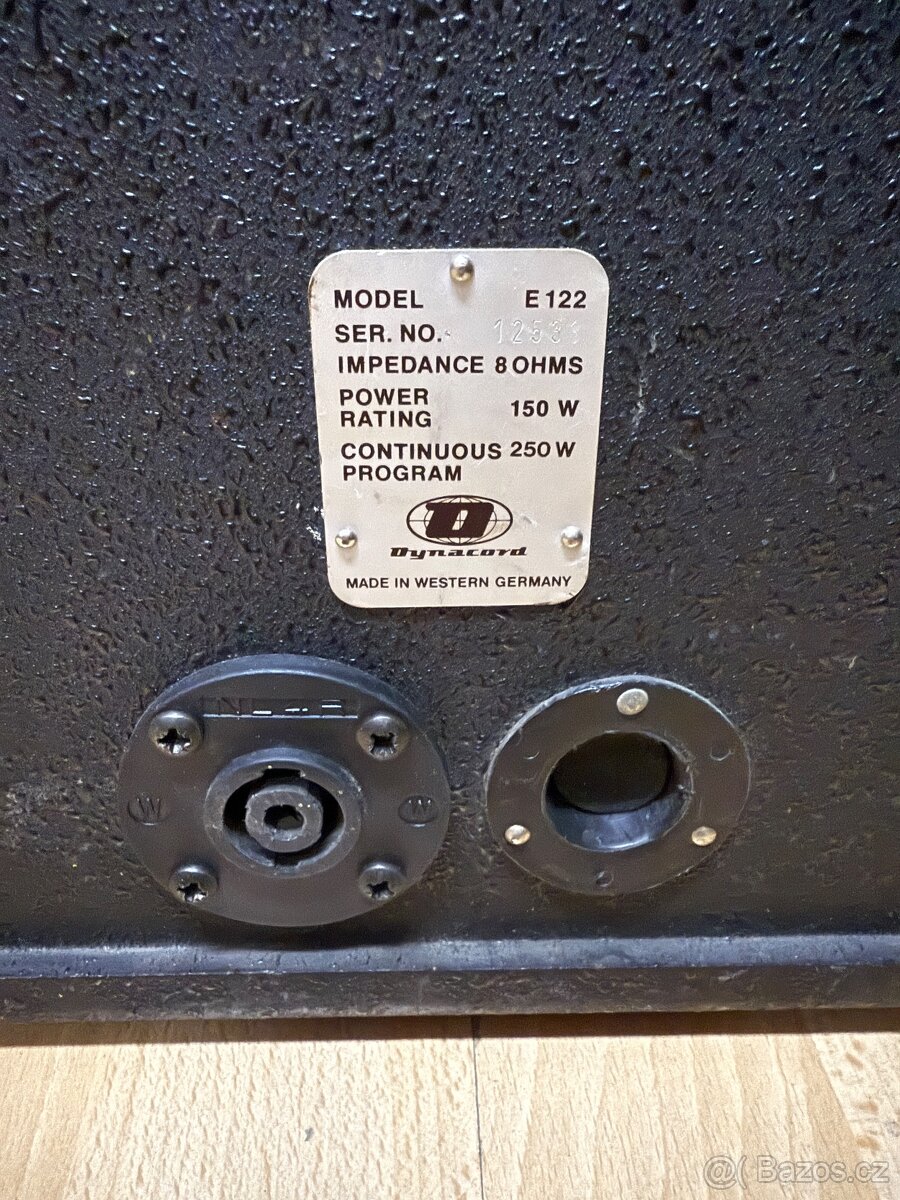 MODEL E 122
SER. NO.
IMPEDANCE 8 OHMS
POWER RATING 150 W
CONTINUOUS PROGRAM 250 W
D
Dynacord
MADE IN WESTERN GERMANY
W W
@ Bazos.cz